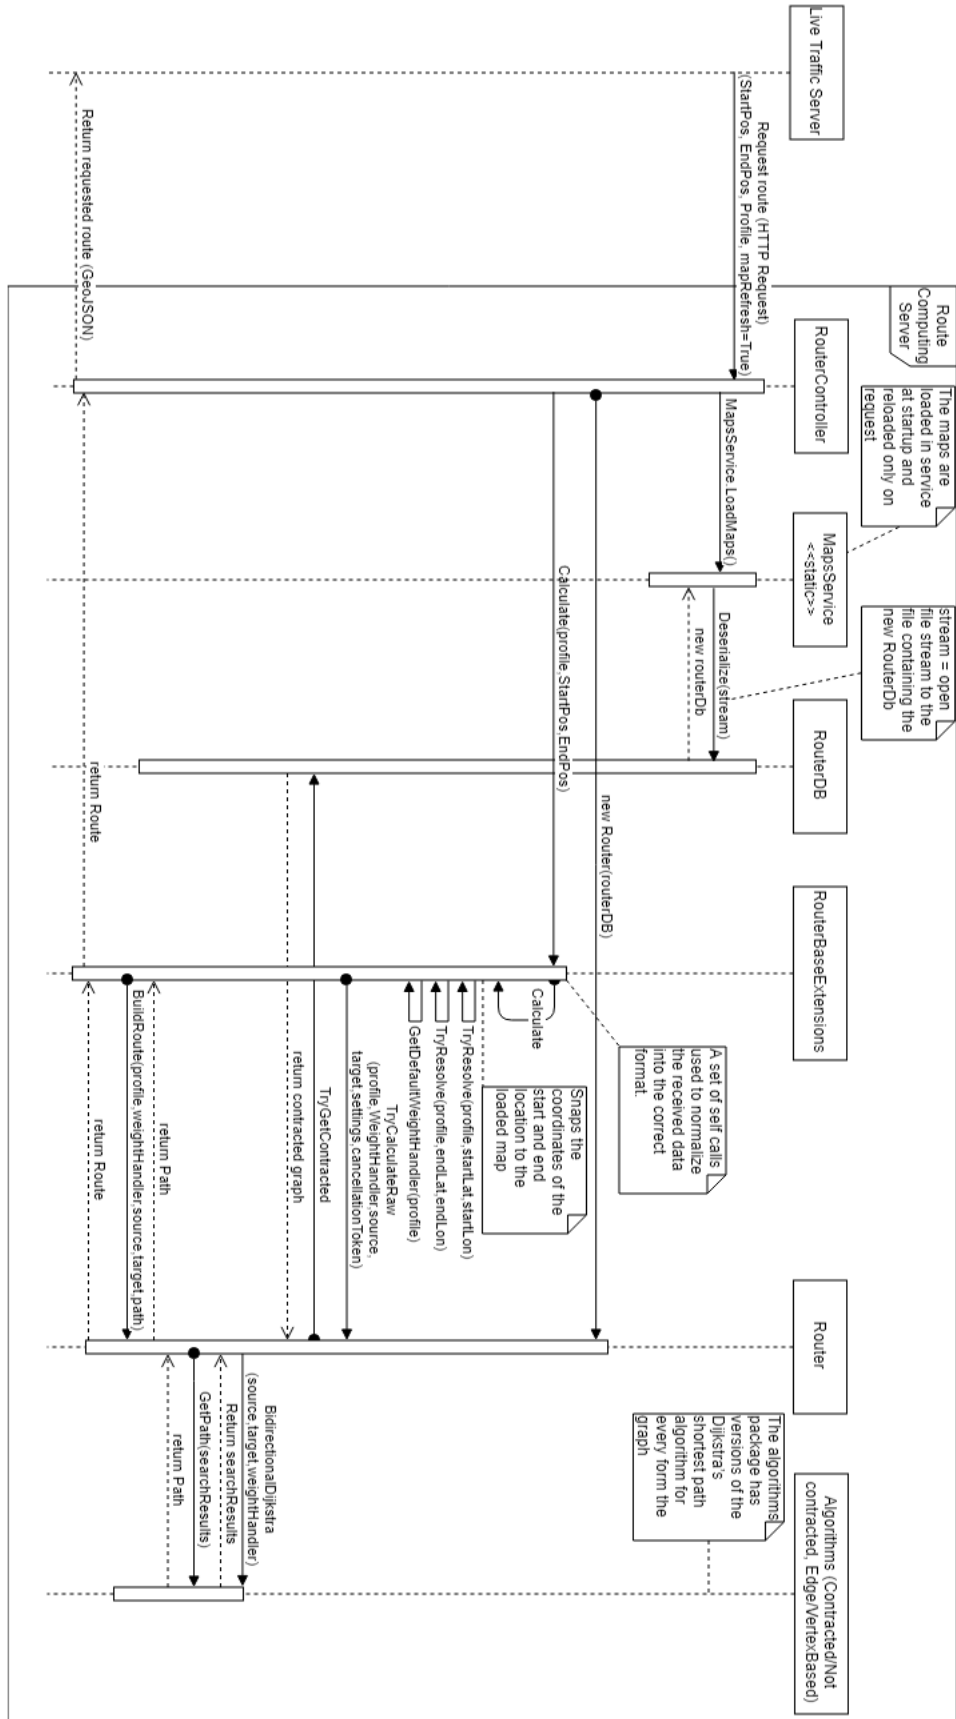 Live Traffic Server
Route
Computing
Server
RouterController
The maps are
loaded in service
at startup and
reloaded only on
request
MapsService
<<static>>
stream = open
file stream to the
file containing the
new RouterDb
RouterDB
RouterBaseExtensions
Router
Algorithms (Contracted/Not
contracted, Edge/VertexBased)
Request route (HTTP Request)
(StartPos, EndPos, Profile, mapRefresh=True)
MapsService.LoadMaps()
Deserialize(stream)
new routerDb
new Router(routerDB)
Calculate(profile,StartPos,EndPos)
A set of self calls
used to normalize
the received data
into the correct
format.
The algorithms
package has
versions of the
Dijkstra's
shortest path
algorithm for
every form the
graph
Calculate
Snaps the
coordinates of the
start and end
location to the
loaded map
TryResolve(profile,startLat,startLon)
TryResolve(profile,endLat,endLon)
GetDefaultWeightHandler(profile)
TryCalculateRaw
(profile,WeightHandler,source,
target,settings,cancellationToken)
TryGetContracted
return contracted graph
BidirectionalDijkstra
(source,target,weightHandler)
Return searchResults
GetPath(searchResults)
return Path
return Path
BuildRoute(profile,weightHandler,source,target,path)
return Route
return Route
Return requested route (GeoJSON)